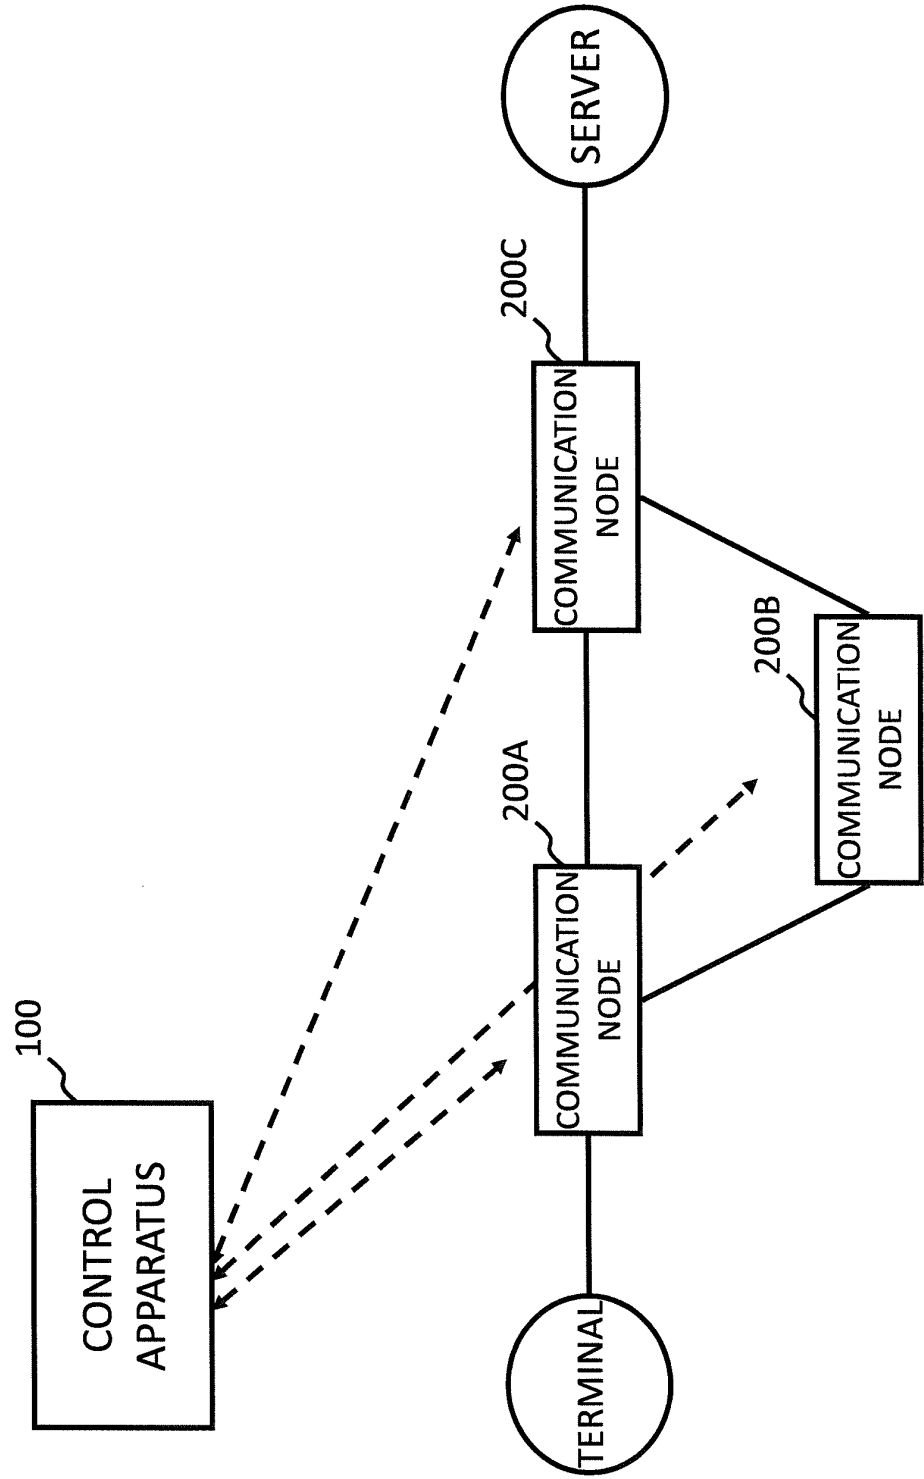 100
CONTROL
APPARATUS
200A
COMMUNICATION
NODE
200C
COMMUNICATION
NODE
TERMINAL
SERVER
200B
COMMUNICATION
NODE